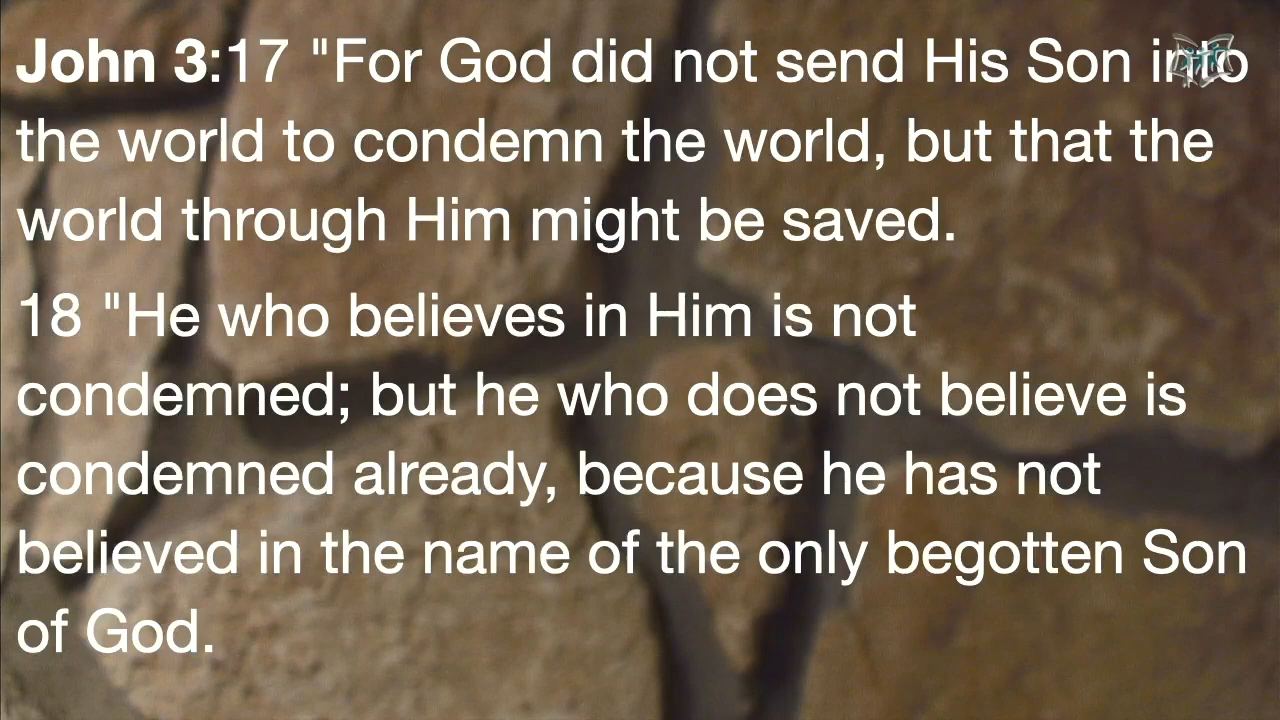 John 3:17 "For God did not send His Son into
the world to condemn the world, but that the
world through Him might be saved.
18 "He who believes in Him is not
condemned; but he who does not believe is
condemned already, because he has not
believed in the name of the only begotten Son
of God.